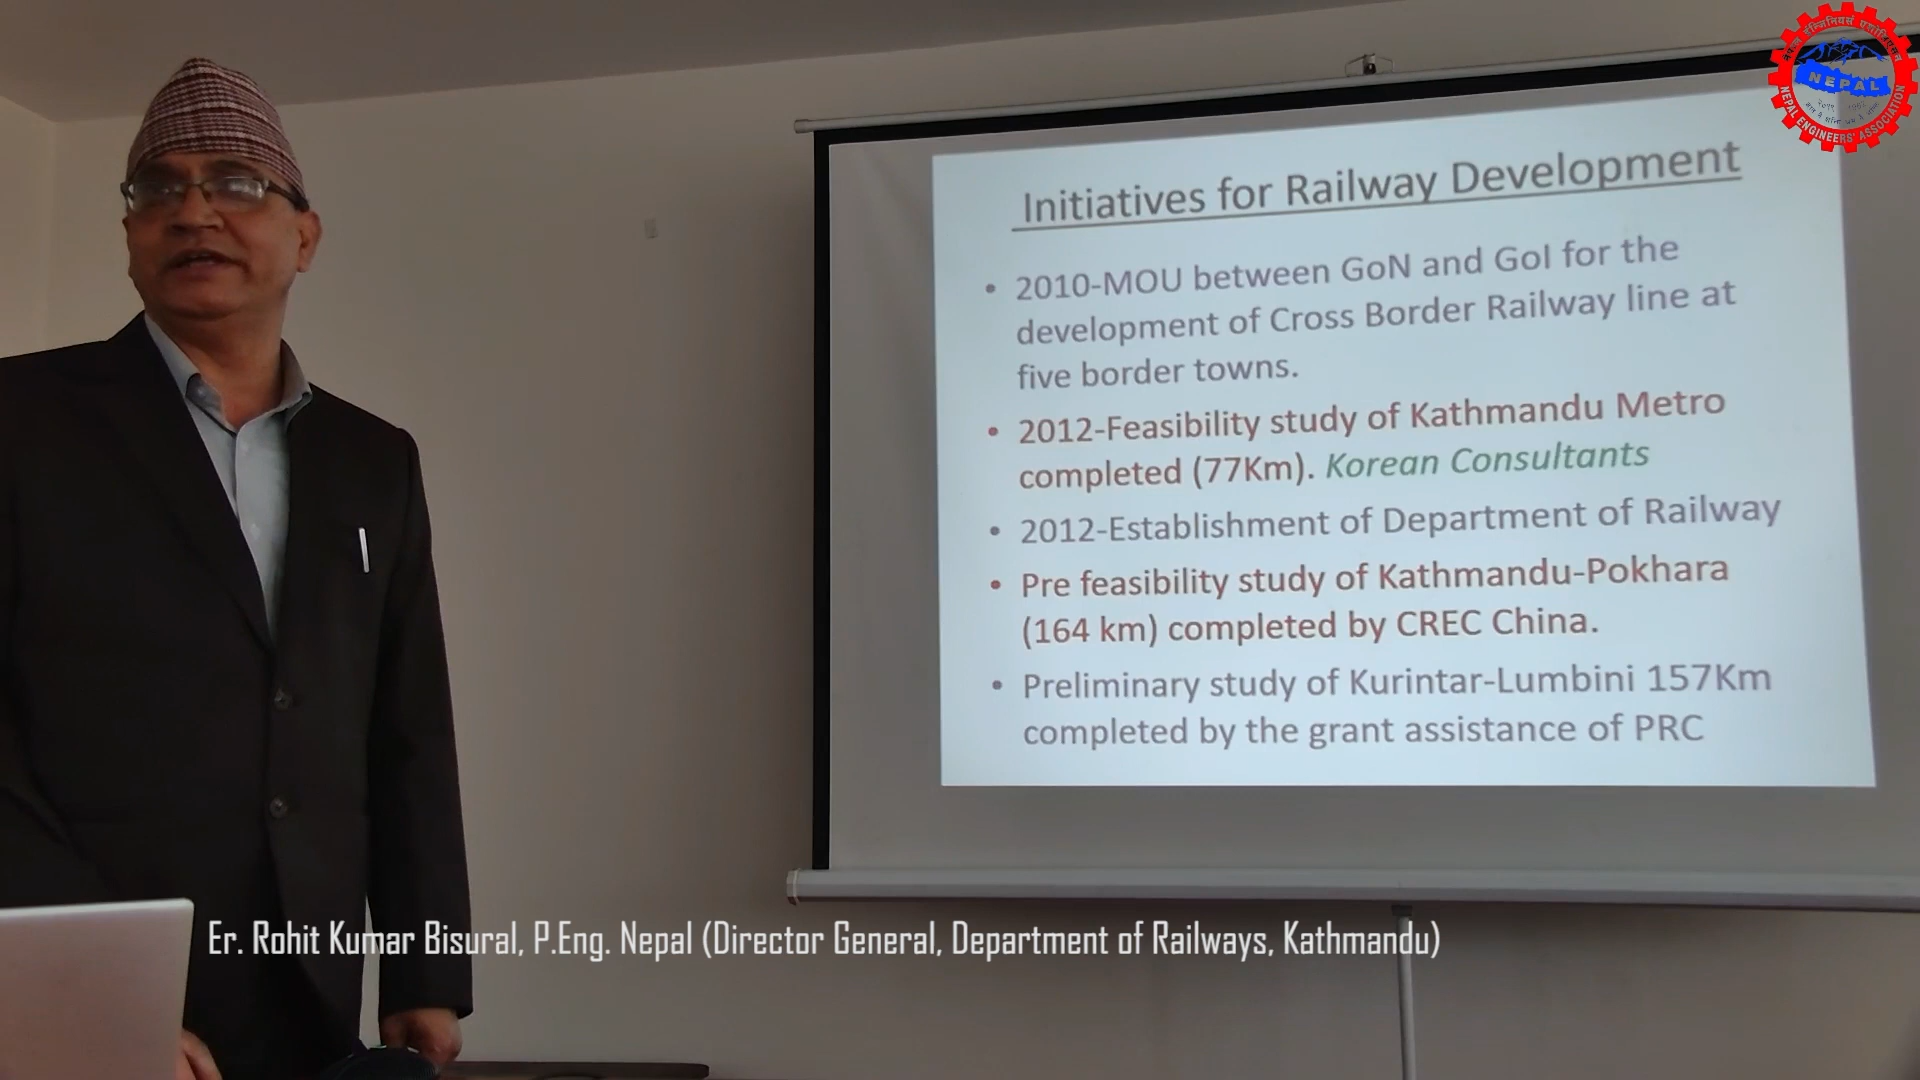 NEPAL
NEPAL ENGINEERS' ASSOCIATION
Initiatives for Railway Development
• 2010-MOU between GoN and GoI for the
development of Cross Border Railway line at
five border towns.
• 2012-Feasibility study of Kathmandu Metro
completed (77Km). Korean Consultants
• 2012-Establishment of Department of Railway
• Pre feasibility study of Kathmandu-Pokhara
(164 km) completed by CREC China.
• Preliminary study of Kurintar-Lumbini 157Km
completed by the grant assistance of PRC
Er. Rohit Kumar Bisural, P.Eng. Nepal (Director General, Department of Railways, Kathmandu)